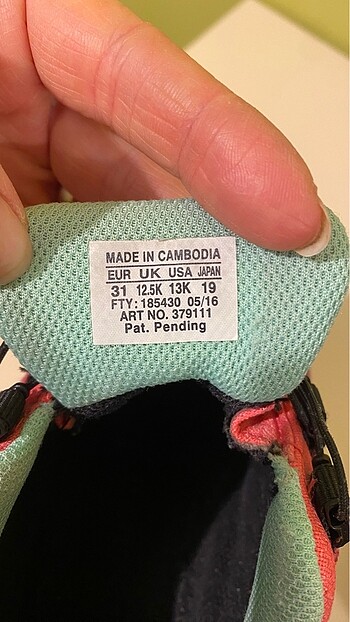 MADE IN CAMBODIA
EUR UK USA JAPAN
31 12.5K 13K 19
FTY: 185430 05/16
ART NO. 379111
Pat. Pending